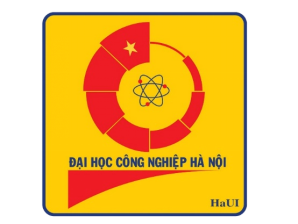 ĐẠI HỌC CÔNG NGHIỆP HÀ NỘI
HaUI